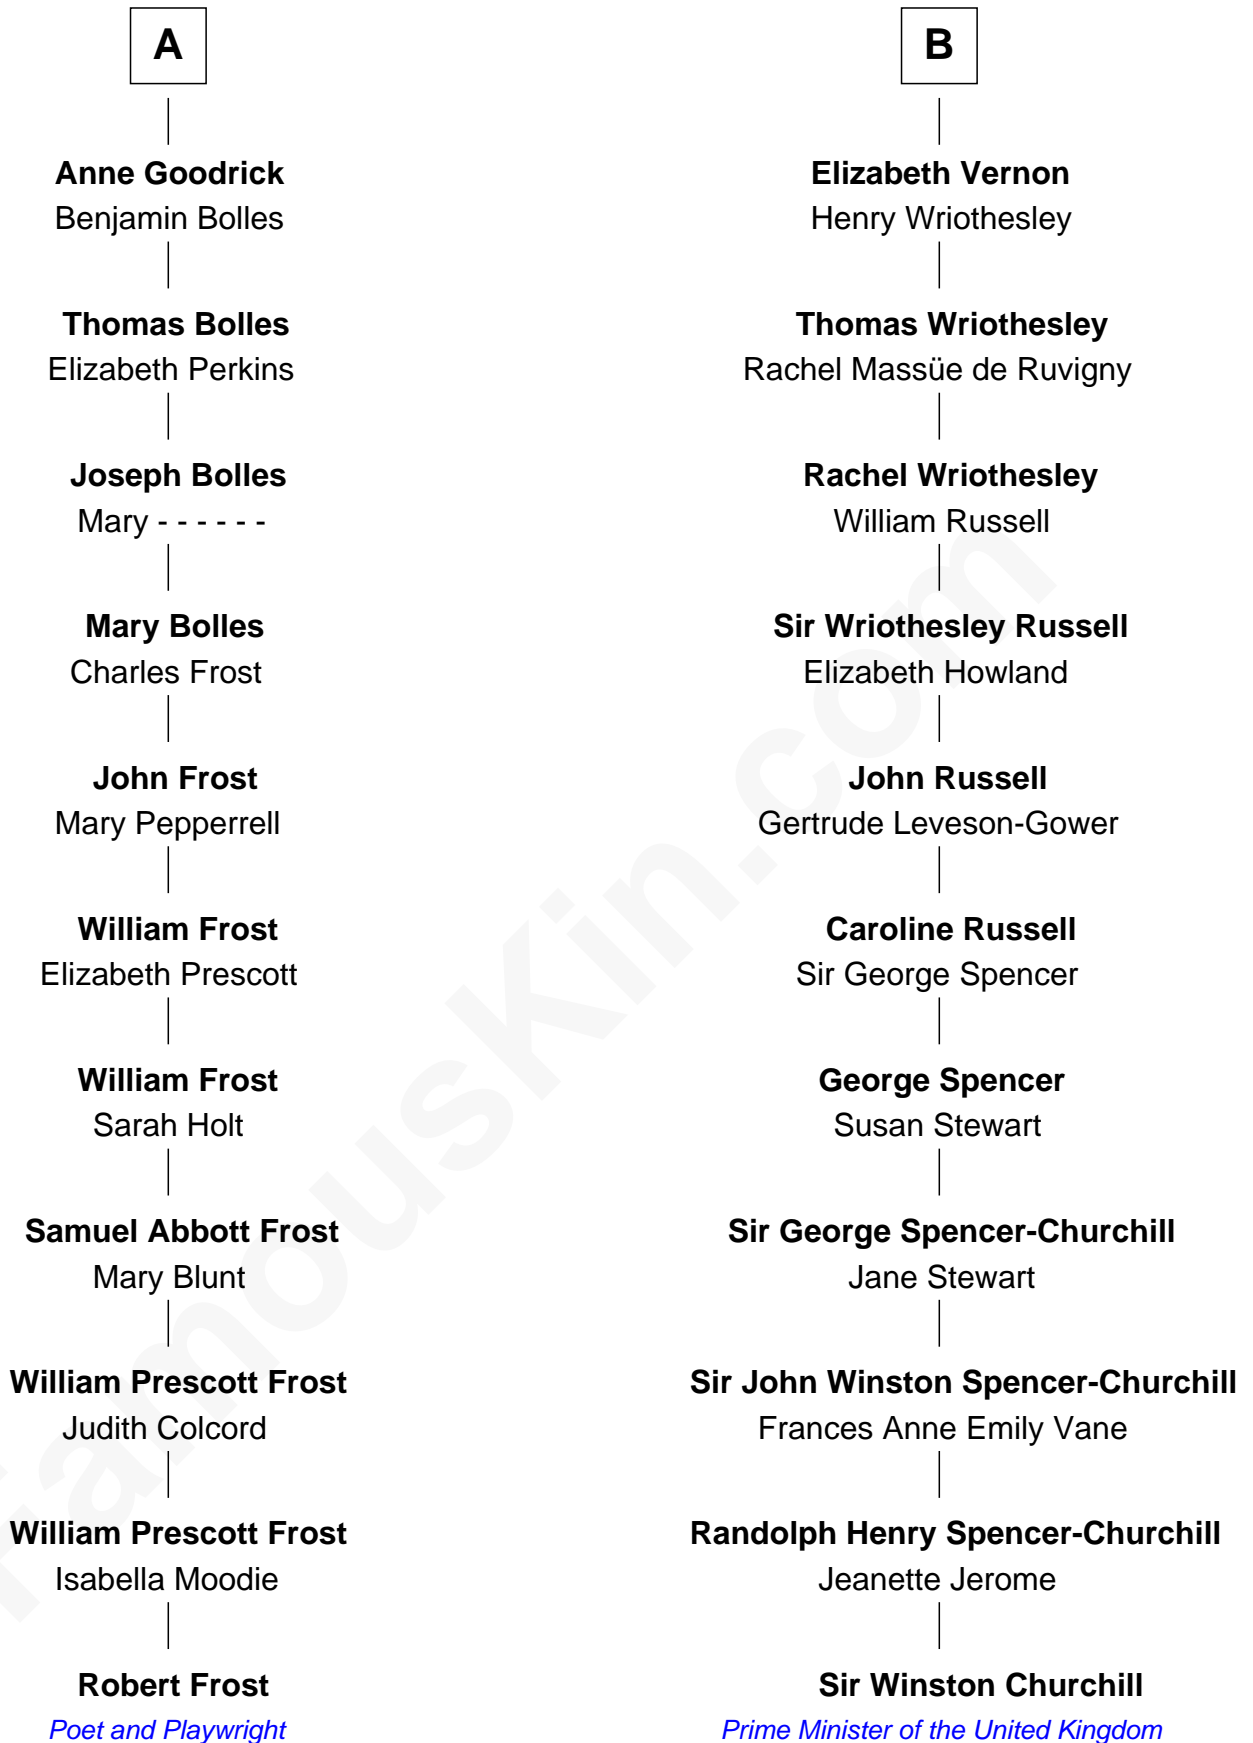 A
Anne Goodrick
Benjamin Bolles
Thomas Bolles
Elizabeth Perkins
Joseph Bolles
Mary - - - - - -
Mary Bolles
Charles Frost
John Frost
Mary Pepperrell
William Frost
Elizabeth Prescott
William Frost
Sarah Holt
Samuel Abbott Frost
Mary Blunt
William Prescott Frost
Judith Colcord
William Prescott Frost
Isabella Moodie
Robert Frost
Poet and Playwright
B
Elizabeth Vernon
Henry Wriothesley
Thomas Wriothesley
Rachel Massüe de Ruvigny
Rachel Wriothesley
William Russell
Sir Wriothesley Russell
Elizabeth Howland
John Russell
Gertrude Leveson-Gower
Caroline Russell
Sir George Spencer
George Spencer
Susan Stewart
Sir George Spencer-Churchill
Jane Stewart
Sir John Winston Spencer-Churchill
Frances Anne Emily Vane
Randolph Henry Spencer-Churchill
Jeanette Jerome
Sir Winston Churchill
Prime Minister of the United Kingdom
FamousKin.com